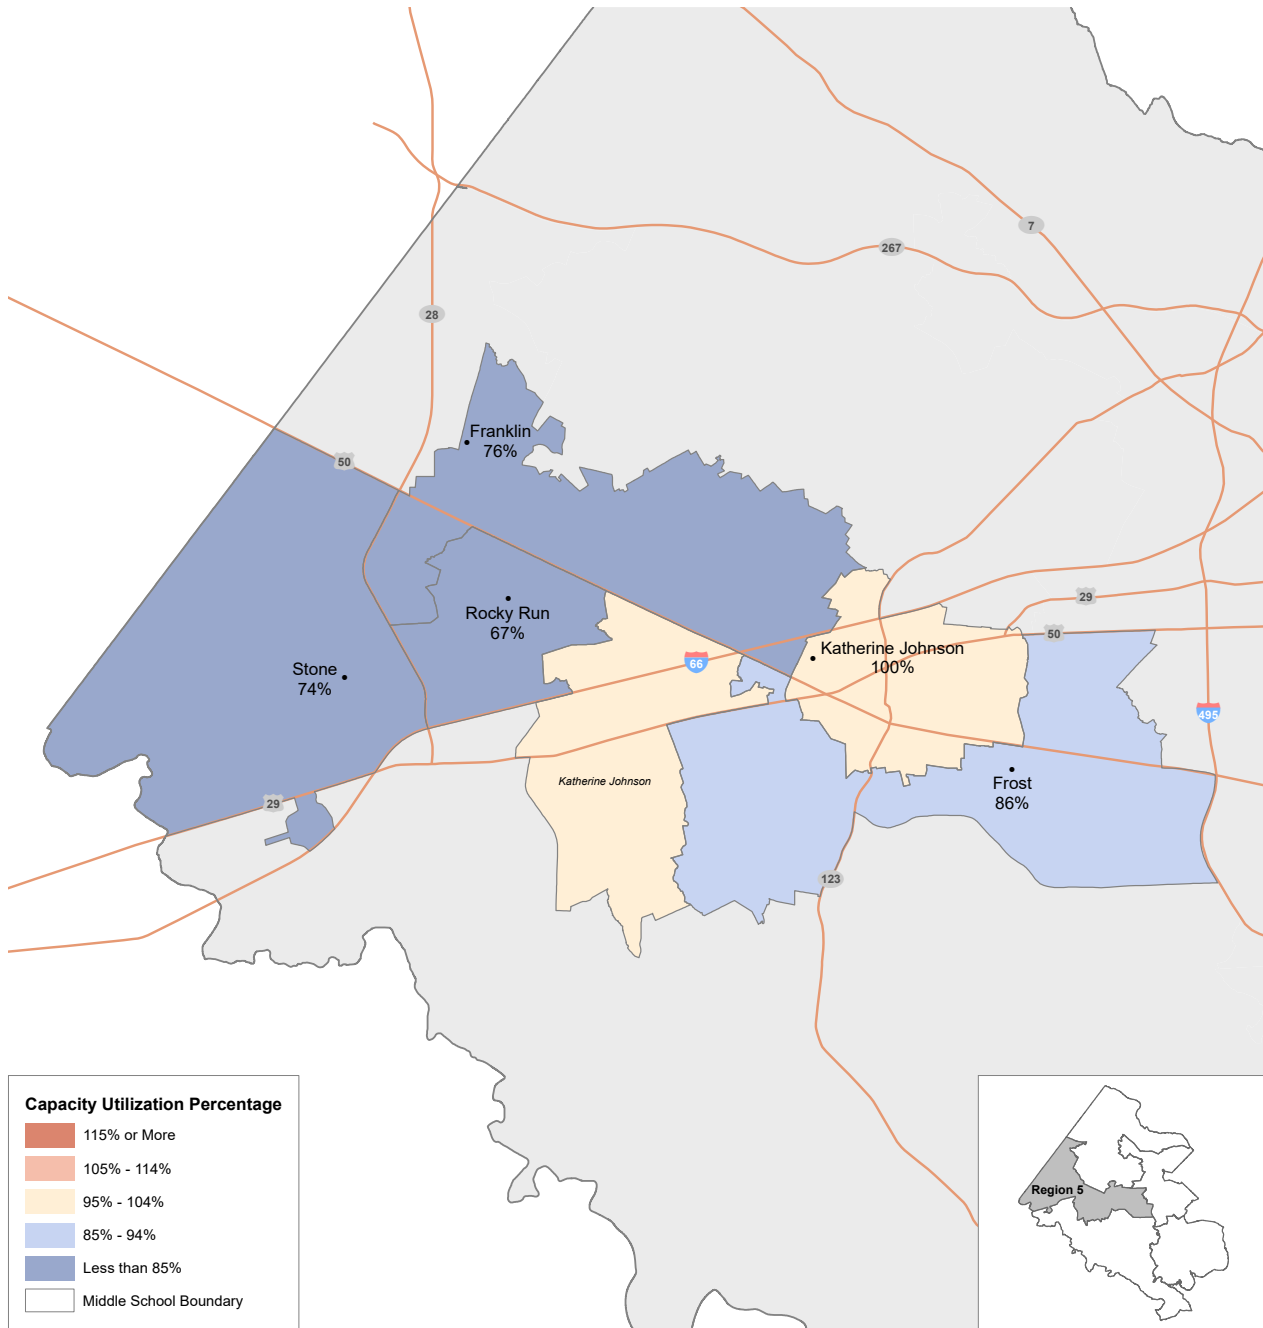 7
267
28
Franklin
76%
50
Rocky Run
67%
29
50
Katherine Johnson
100%
66
Stone
74%
495
Katherine Johnson
Frost
86%
29
123
Capacity Utilization Percentage
115% or More
105% - 114%
95% - 104%
85% - 94%
Less than 85%
Middle School Boundary
Region 5